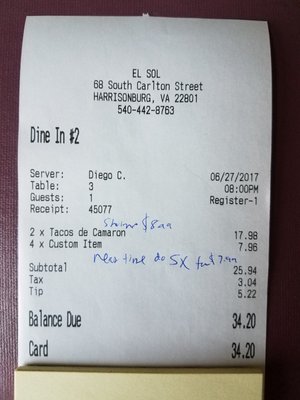 EL SOL
68 South Carlton Street
HARRISONBURG, VA 22801
540-442-8763
Dine In #2
Server: Diego C. 06/27/2017
Table: 3 08:00PM
Guests: 1 Register-1
Receipt: 45077
$8.99
2 x Tacos de Camaron 17.98
4 x Custom Item 7.96
Next time do 5X for $7.99
Subtotal 25.94
Tax 3.04
Tip 5.22
Balance Due 34.20
Card 34.20